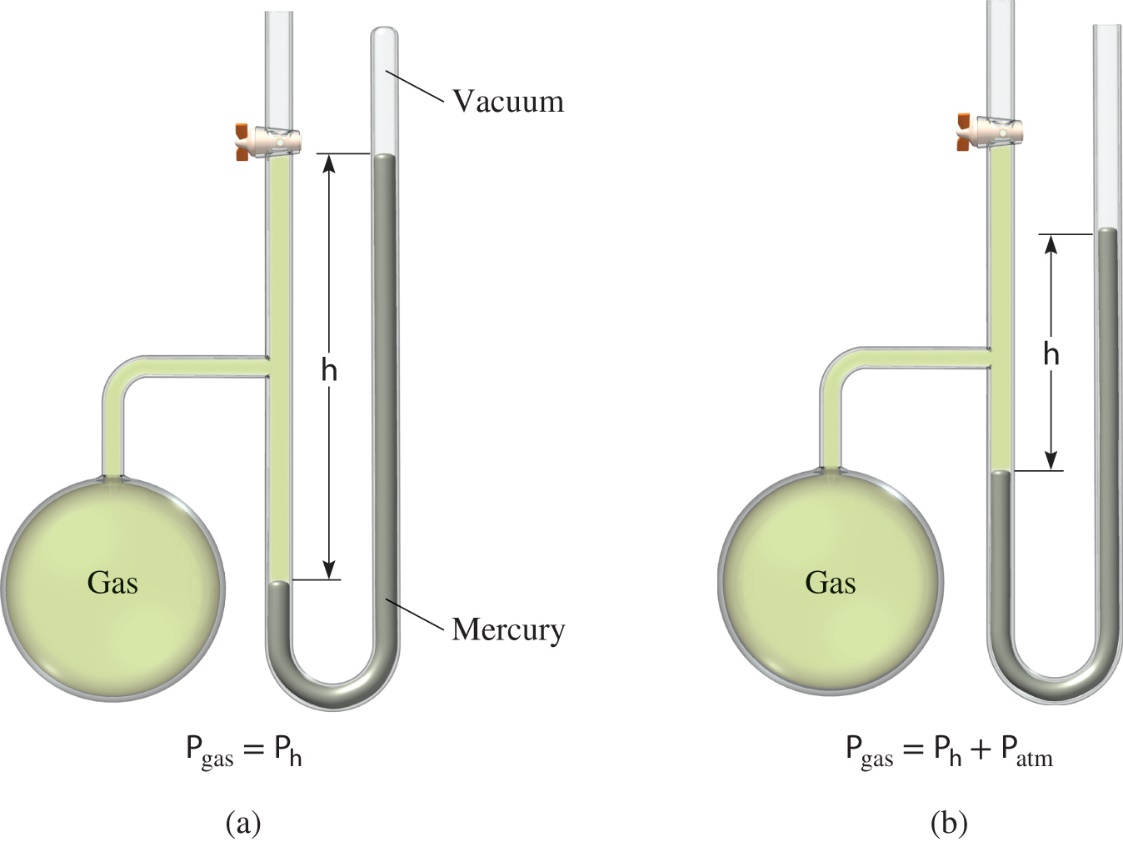 Vacuum
h
Gas
Mercury
P_gas = P_h
(a)
h
Gas
P_gas = P_h + P_atm
(b)